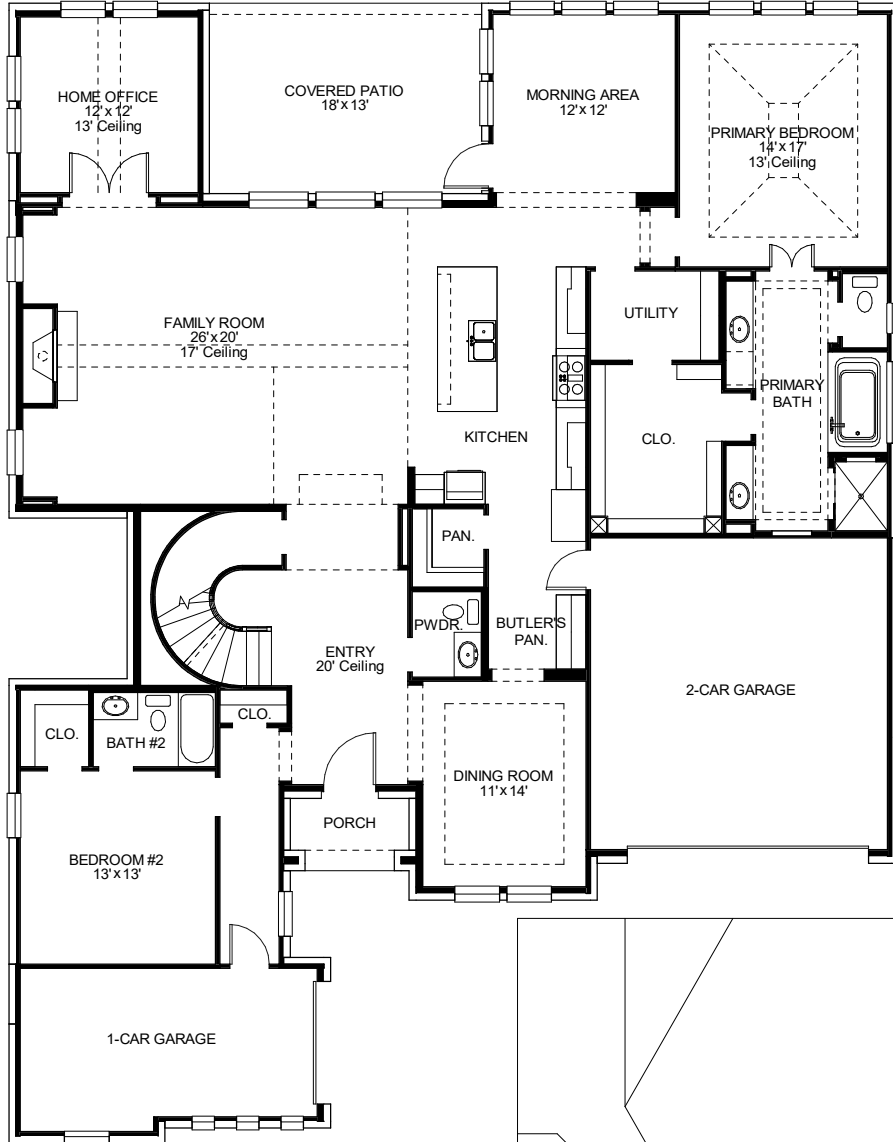 HOME OFFICE
12' x 12'
13' Ceiling
COVERED PATIO
18' x 13'
MORNING AREA
12' x 12'
PRIMARY BEDROOM
14' x 17'
13' Ceiling
FAMILY ROOM
26' x 20'
17' Ceiling
UTILITY
PRIMARY
BATH
KITCHEN
CLO.
PAN.
PWDR.
BUTLER'S
PAN.
ENTRY
20' Ceiling
2-CAR GARAGE
CLO.
BATH #2
CLO.
DINING ROOM
11' x 14'
PORCH
BEDROOM #2
13' x 13'
1-CAR GARAGE